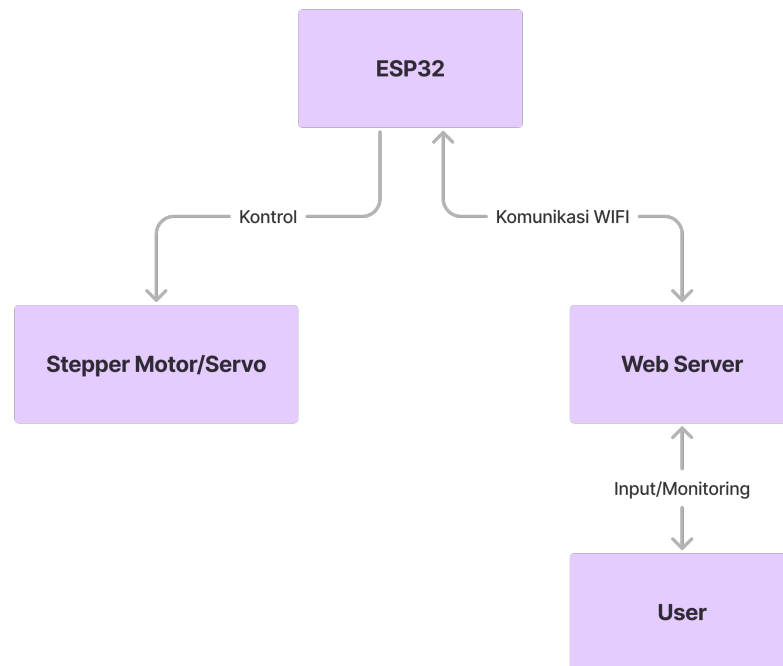 ESP32
Kontrol
Komunikasi WIFI
Stepper Motor/Servo
Web Server
Input/Monitoring
User